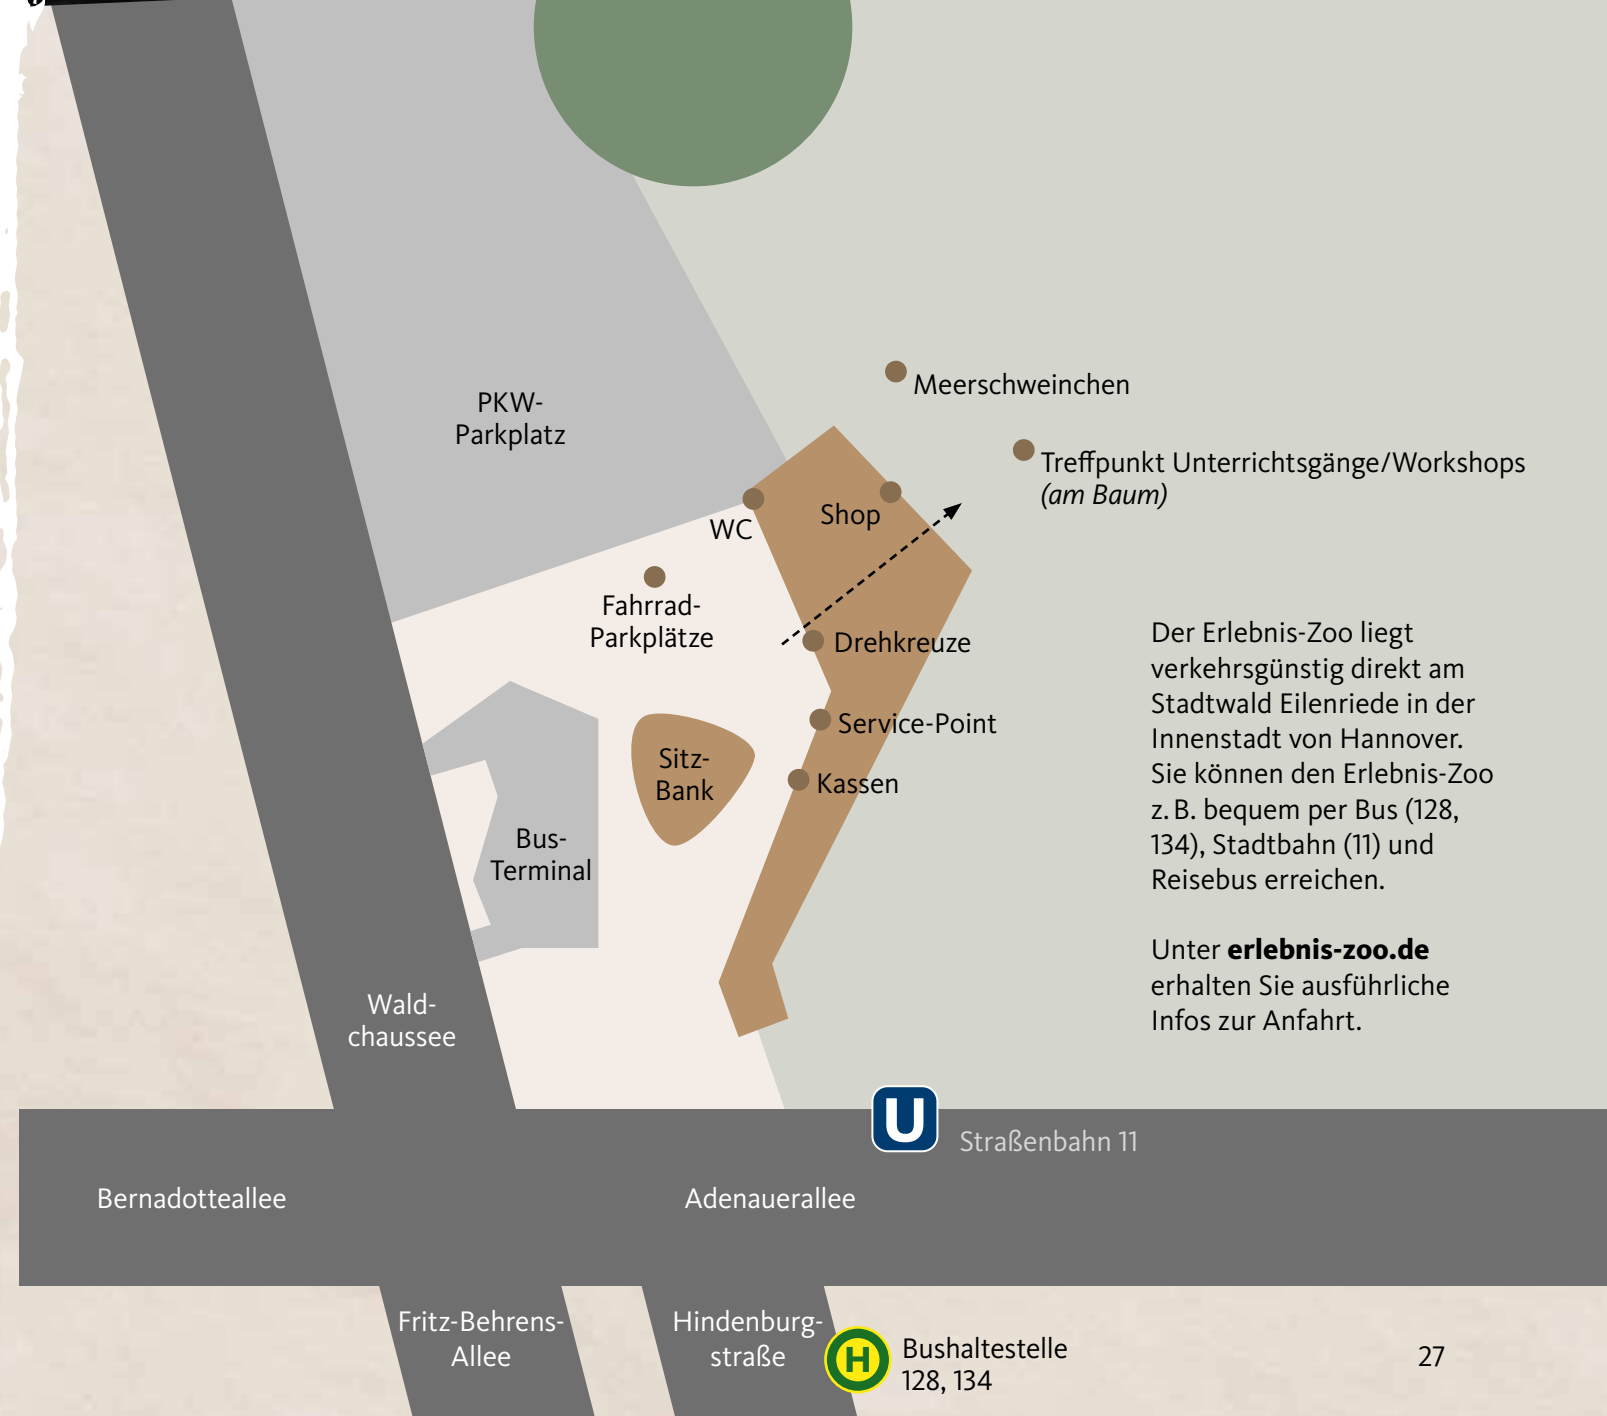 PKW-
Parkplatz
Meerschweinchen
Treffpunkt Unterrichtsgänge/Workshops
(am Baum)
WC
Shop
Fahrrad-
Parkplätze
Drehkreuze
Service-Point
Kassen
Sitz-
Bank
Bus-
Terminal
Der Erlebnis-Zoo liegt
verkehrsgünstig direkt am
Stadtwald Eilenriede in der
Innenstadt von Hannover.
Sie können den Erlebnis-Zoo
z. B. bequem per Bus (128,
134), Stadtbahn (11) und
Reisebus erreichen.
Unter erlebnis-zoo.de
erhalten Sie ausführliche
Infos zur Anfahrt.
Wald-
chaussee
U
Straßenbahn 11
Bernadotteallee
Adenauerallee
Fritz-Behrens-
Allee
Hindenburg-
straße
H
Bushaltestelle
128, 134
27